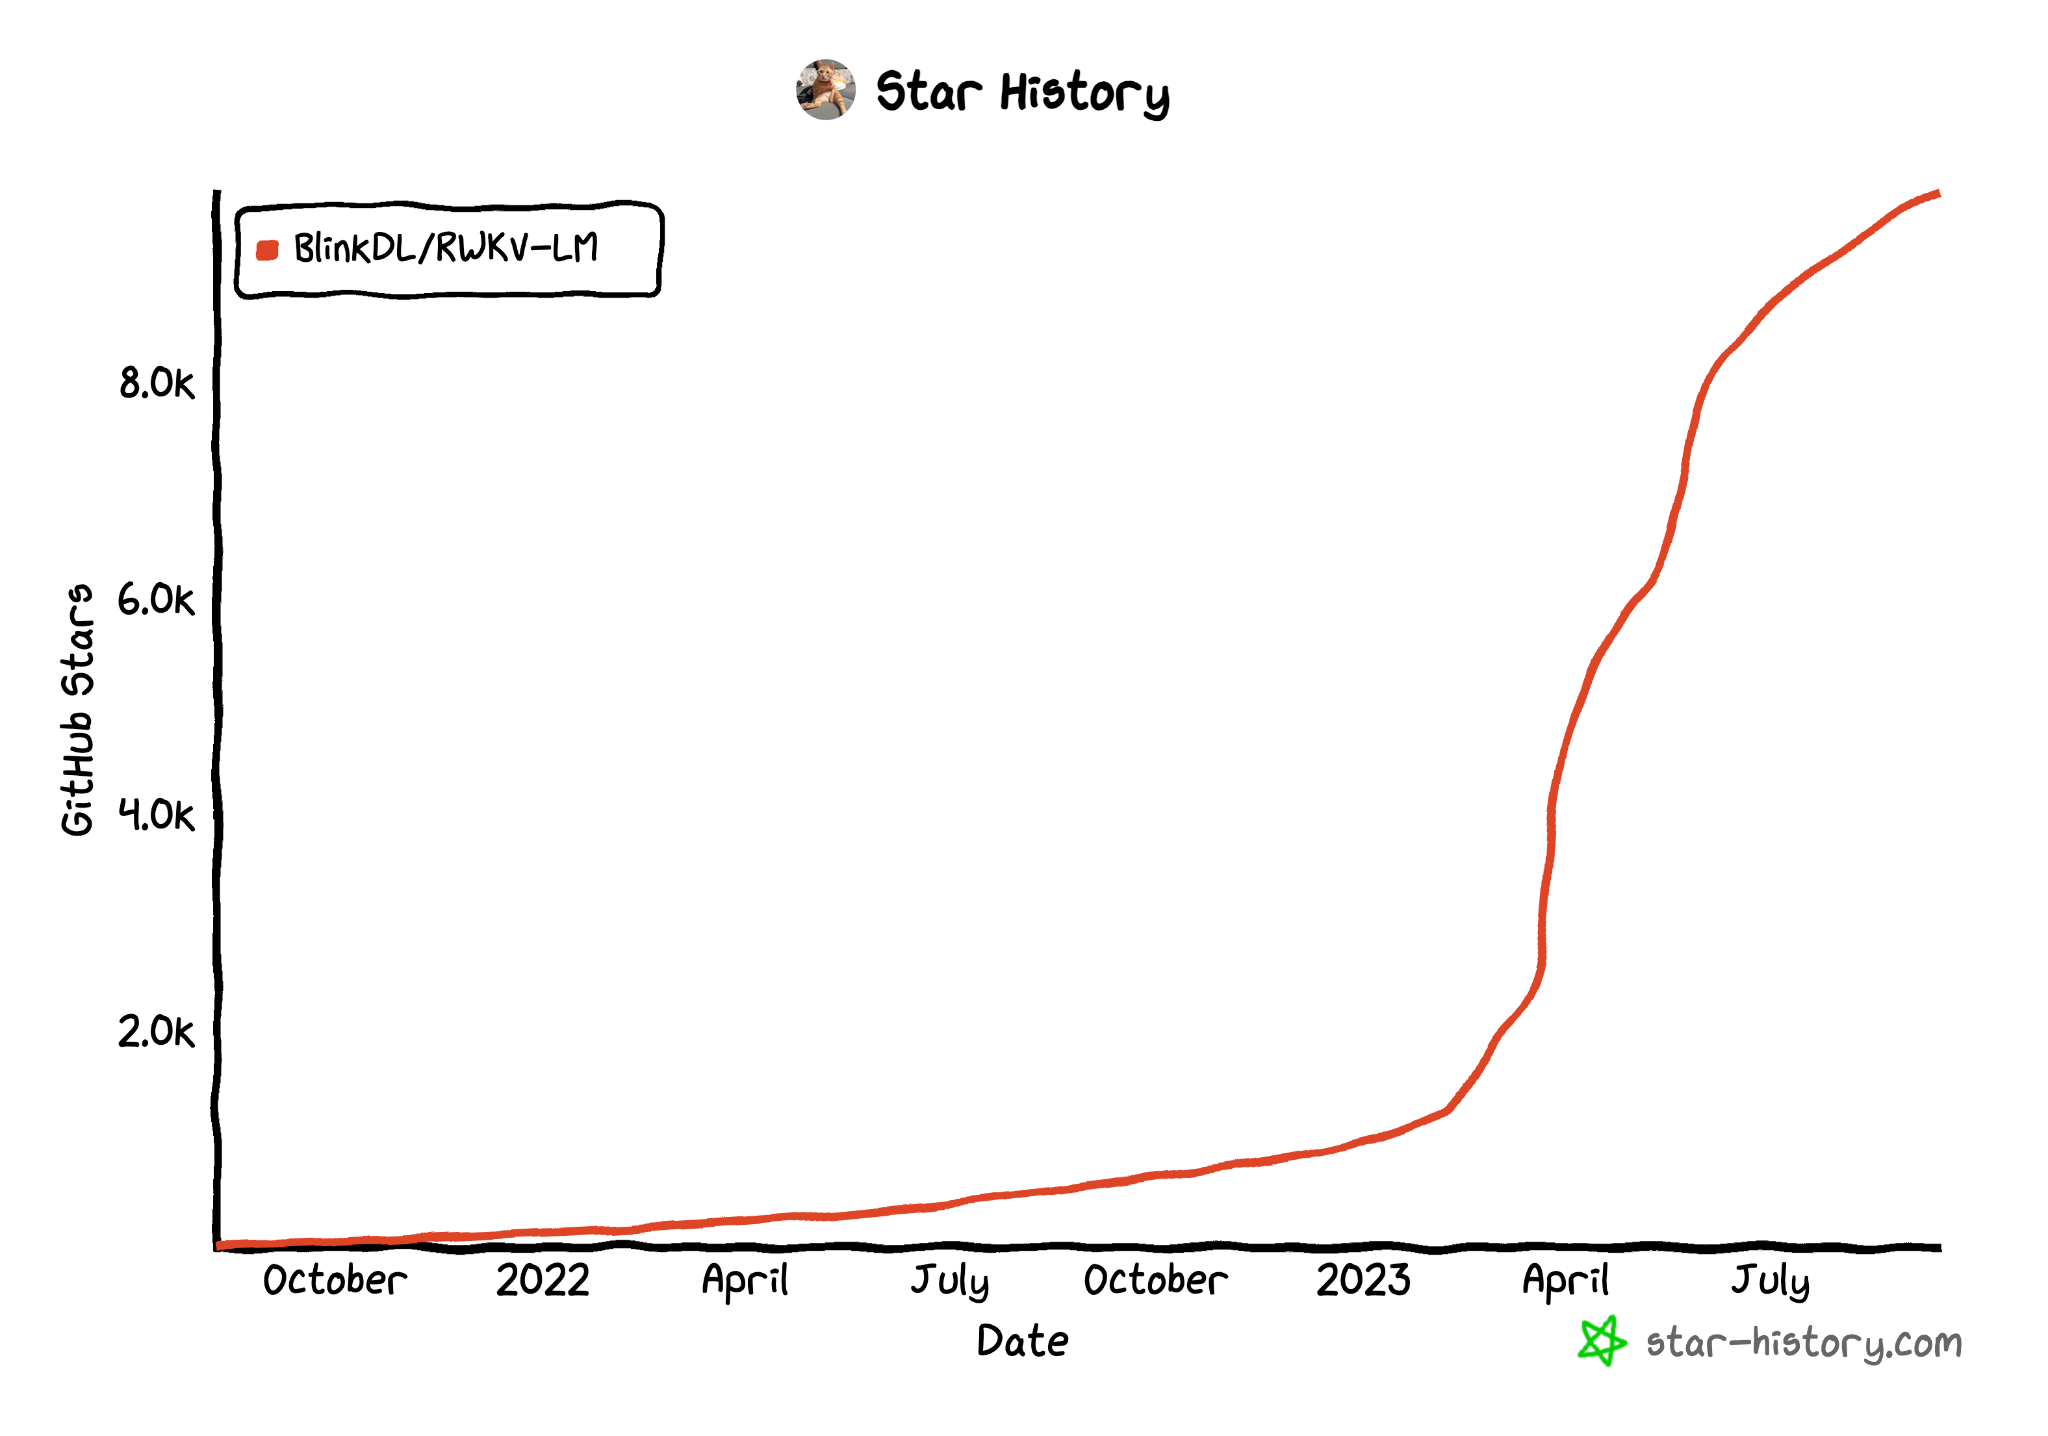 Star History
BlinkDL/RWKV-LM
8.0K
6.0K
4.0K
2.0K
GitHub Stars
October 2022 April July October 2023 April July
Date
star-history.com